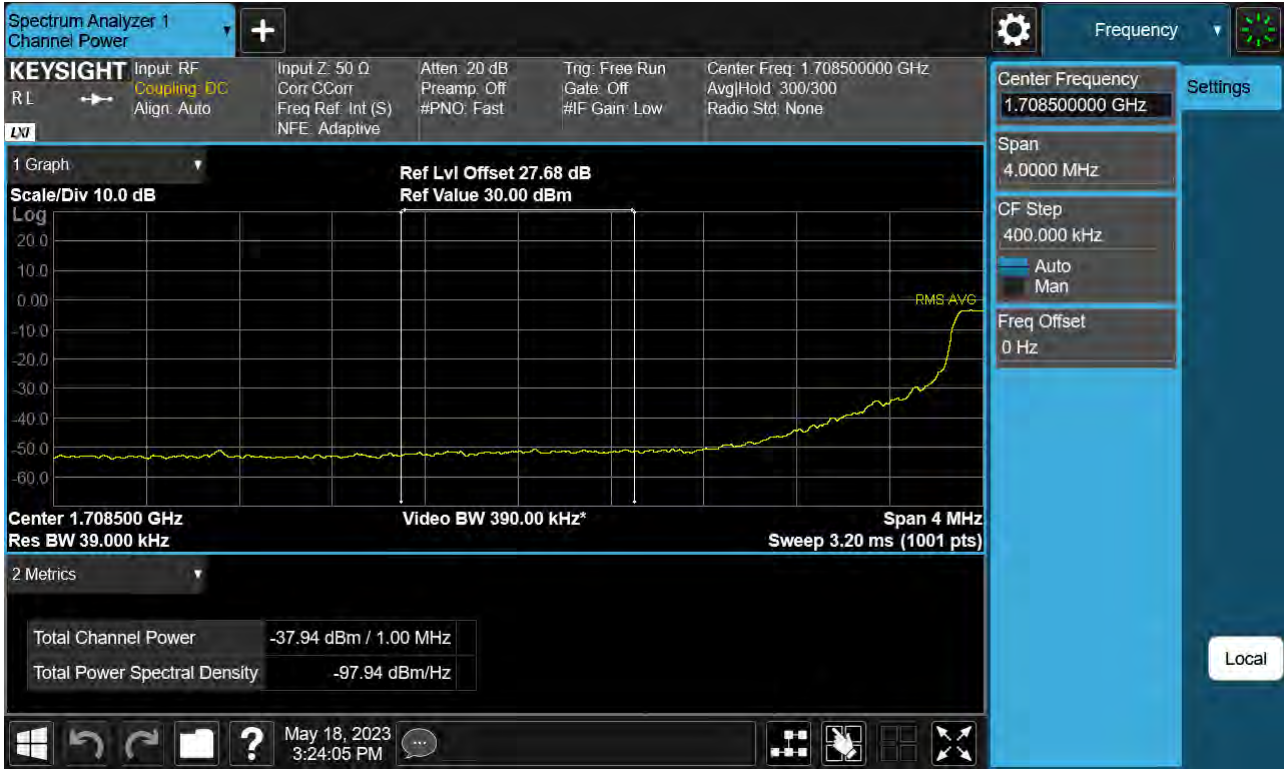 Spectrum Analyzer 1
Channel Power
Frequency
KEYSIGHT
RL
LXI
Input: RF
Coupling: DC
Align: Auto
Input Z: 50 Ω
Corr CCorr
Freq Ref: Int (S)
NFE: Adaptive
Atten: 20 dB
Preamp: Off
#PNO: Fast
Trig: Free Run
Gate: Off
#IF Gain: Low
Center Freq: 1.708500000 GHz
Avg|Hold: 300/300
Radio Std: None
1 Graph
Scale/Div 10.0 dB
Ref Lvl Offset 27.68 dB
Ref Value 30.00 dBm
Log
20.0
10.0
0.00
-10.0
-20.0
-30.0
-40.0
-50.0
-60.0
RMS AVG
Center 1.708500 GHz
Res BW 39.000 kHz
Video BW 390.00 kHz*
Span 4 MHz
Sweep 3.20 ms (1001 pts)
2 Metrics
Total Channel Power -37.94 dBm / 1.00 MHz
Total Power Spectral Density -97.94 dBm/Hz
Center Frequency
1.708500000 GHz
Span
4.0000 MHz
CF Step
400.000 kHz
Auto
Man
Freq Offset
0 Hz
Settings
Local
?
May 18, 2023
3:24:05 PM